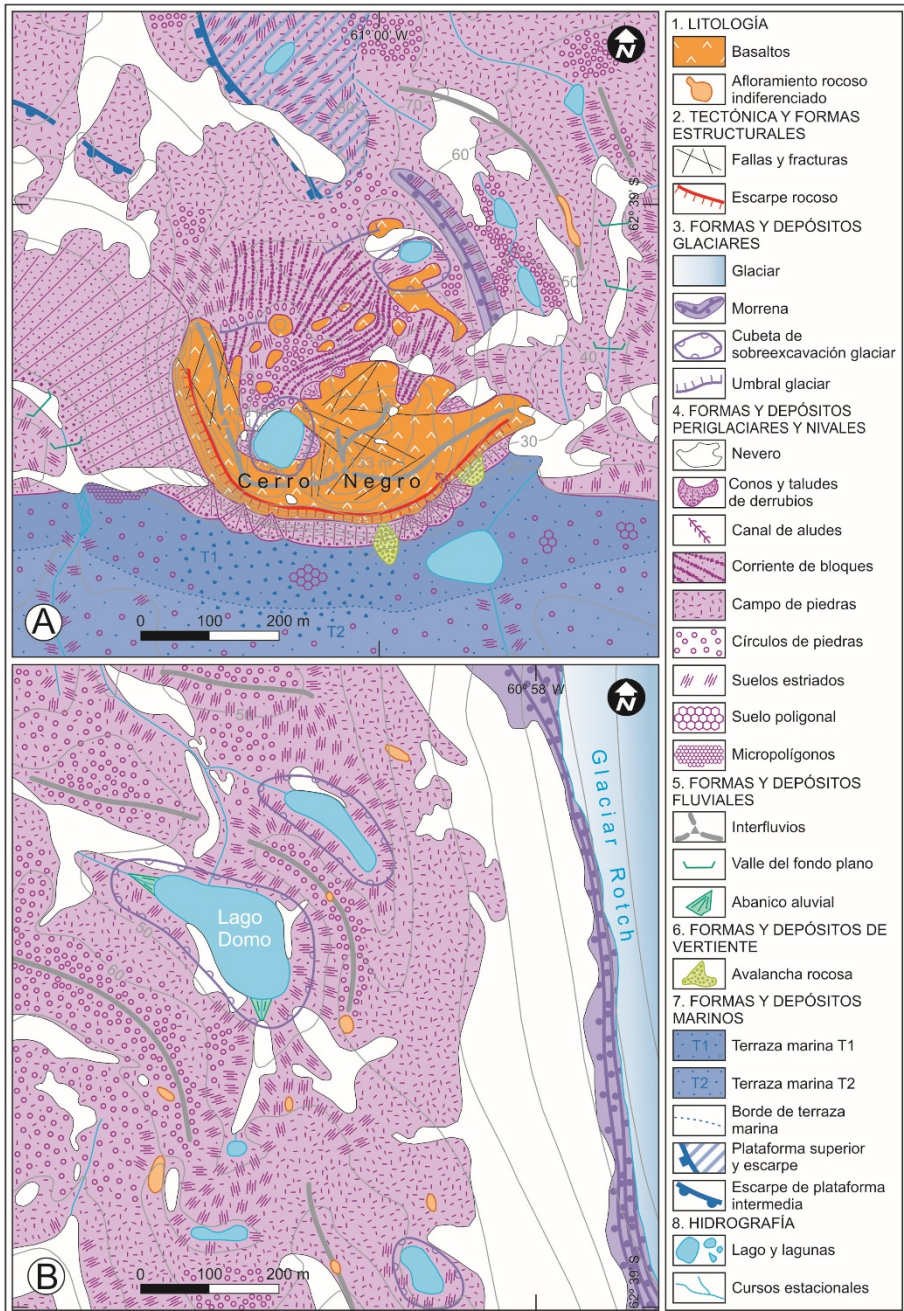 61° 00' W
N
80
70
60
62° 39' S
50
40
30
Cerro Negro
T1
T2
A
0 100 200 m
60° 58' W
N
50
Glaciar Rotch
Lago
Domo
50
60
B
0 100 200 m
62° 39' S
1. LITOLOGÍA
Basaltos
Afloramiento rocoso
indiferenciado
2. TECTÓNICA Y FORMAS
ESTRUCTURALES
Fallas y fracturas
Escarpe rocoso
3. FORMAS Y DEPÓSITOS
GLACIARES
Glaciar
Morrena
Cubeta de
sobreexcavación glaciar
Umbral glaciar
4. FORMAS Y DEPÓSITOS
PERIGLACIARES Y NIVALES
Nevero
Conos y taludes
de derrubios
Canal de aludes
Corriente de bloques
Campo de piedras
Círculos de piedras
Suelos estriados
Suelo poligonal
Micropolígonos
5. FORMAS Y DEPÓSITOS
FLUVIALES
Interfluvios
Valle del fondo plano
Abanico aluvial
6. FORMAS Y DEPÓSITOS DE
VERTIENTE
Avalancha rocosa
7. FORMAS Y DEPÓSITOS
MARINOS
T1 Terraza marina T1
T2 Terraza marina T2
Borde de terraza
marina
Plataforma superior
y escarpe
Escarpe de plataforma
intermedia
8. HIDROGRAFÍA
Lago y lagunas
Cursos estacionales